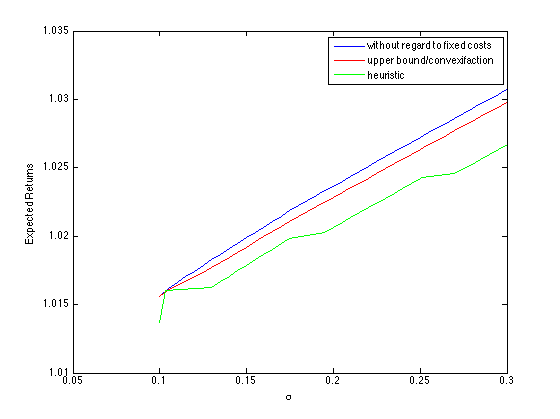 1.035
1.03
1.025
1.02
1.015
1.01
Expected Returns
without regard to fixed costs
upper bound/convexifaction
heuristic
0.05
0.1
0.15
0.2
0.25
0.3
σ